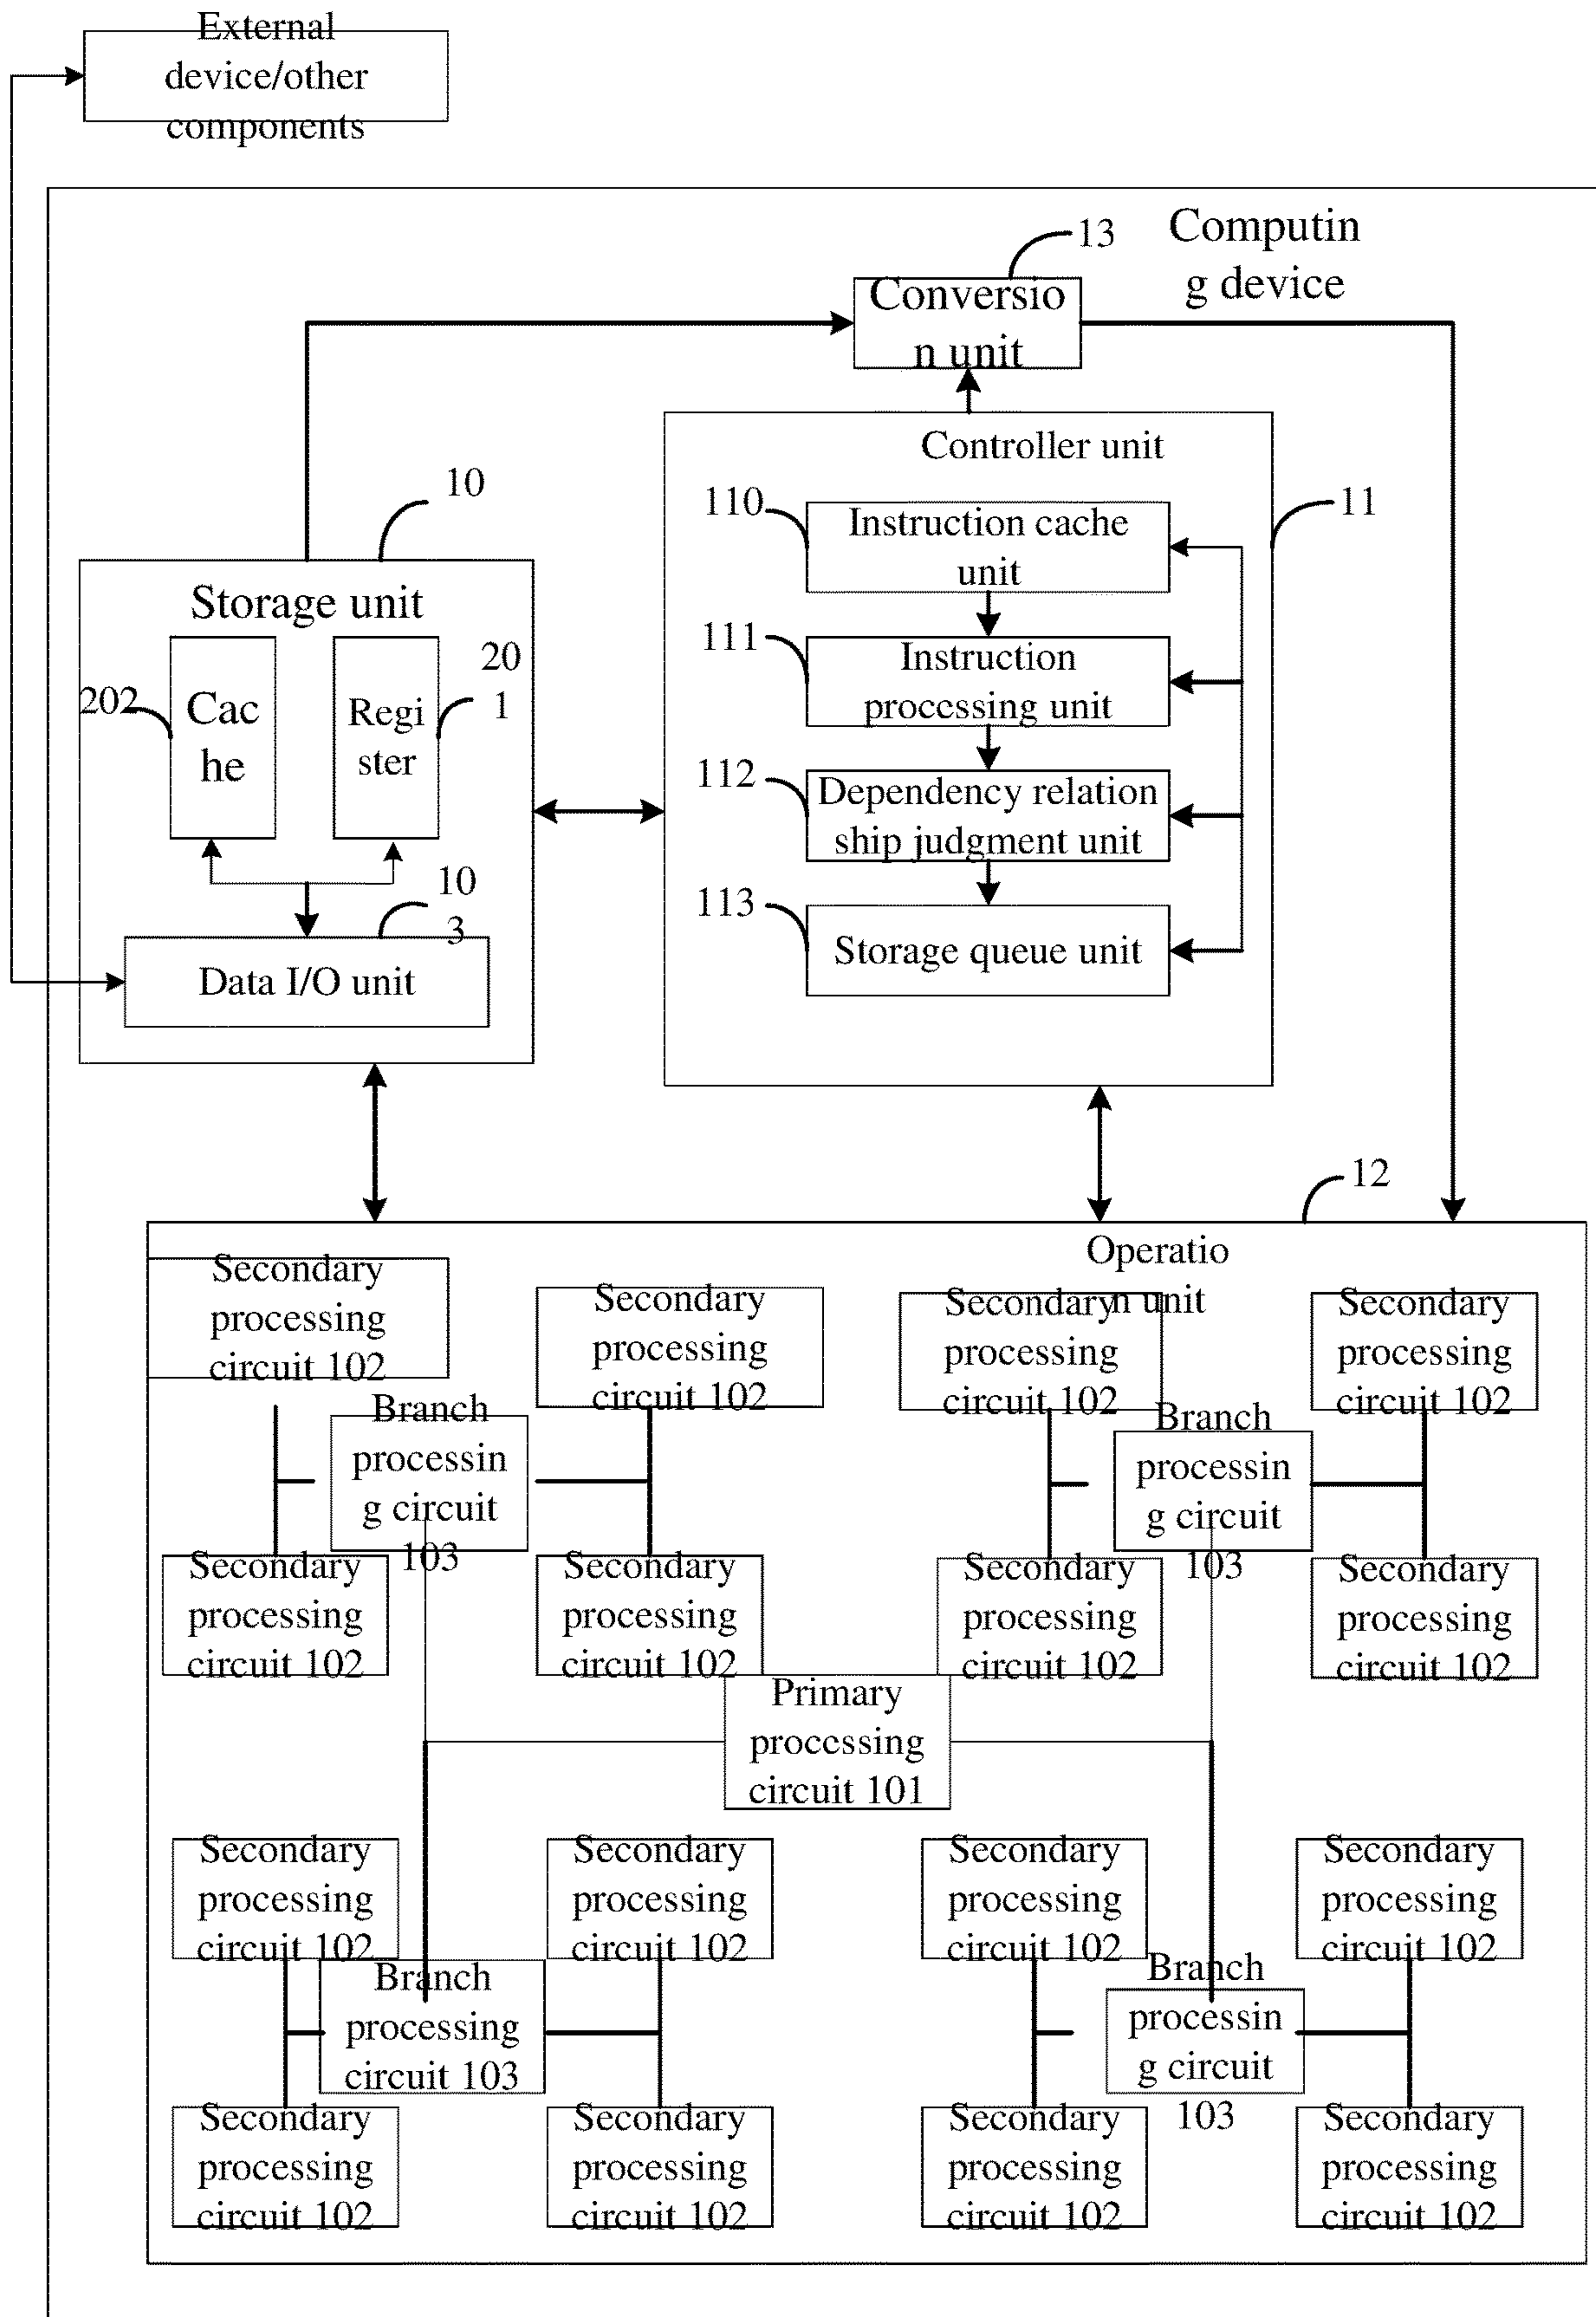 External
device/other
components
13
Computin
g device
Conversio
n unit
Controller unit
10
110
11
Instruction cache
unit
Storage unit
111
Instruction
processing unit
202
Cac
he
Regi
ster
20
1
112
Dependency relation
ship judgment unit
10
3
113
Storage queue unit
Data I/O unit
12
Operatio
n unit
Secondary
processing
circuit 102
Secondary
processing
circuit 102
Secondary
processing
circuit 102
Secondary
processing
circuit 102
Branch
processin
g circuit
103
Branch
processin
g circuit
103
Secondary
processing
circuit 102
Secondary
processing
circuit 102
Secondary
processing
circuit 102
Secondary
processing
circuit 102
Primary
processing
circuit 101
Secondary
processing
circuit 102
Secondary
processing
circuit 102
Secondary
processing
circuit 102
Secondary
processing
circuit 102
Branch
processing
circuit 103
Branch
processin
g circuit
103
Secondary
processing
circuit 102
Secondary
processing
circuit 102
Secondary
processing
circuit 102
Secondary
processing
circuit 102